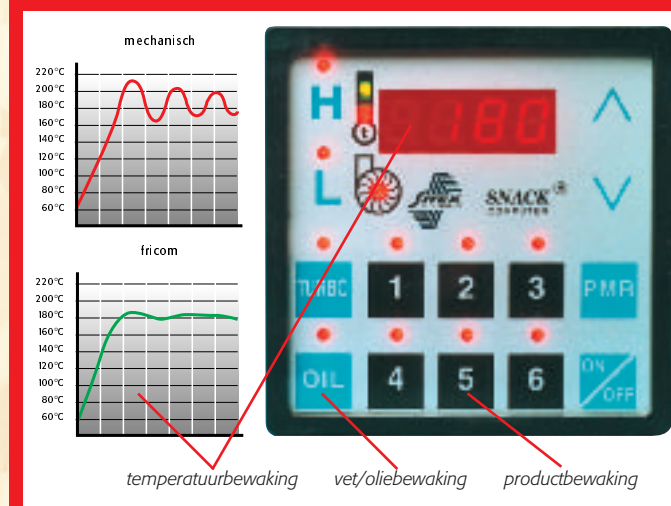 mechanisch
220°C
200°C
180°C
160°C
140°C
120°C
100°C
80°C
60°C
fricom
220°C
200°C
180°C
160°C
140°C
120°C
100°C
80°C
60°C
H
180
t
L
SNACK®
COMPUTER
TURBO
1
2
3
PMR
OIL
4
5
6
ON
OFF
temperatuurbewaking
vet/oliebewaking
productbewaking